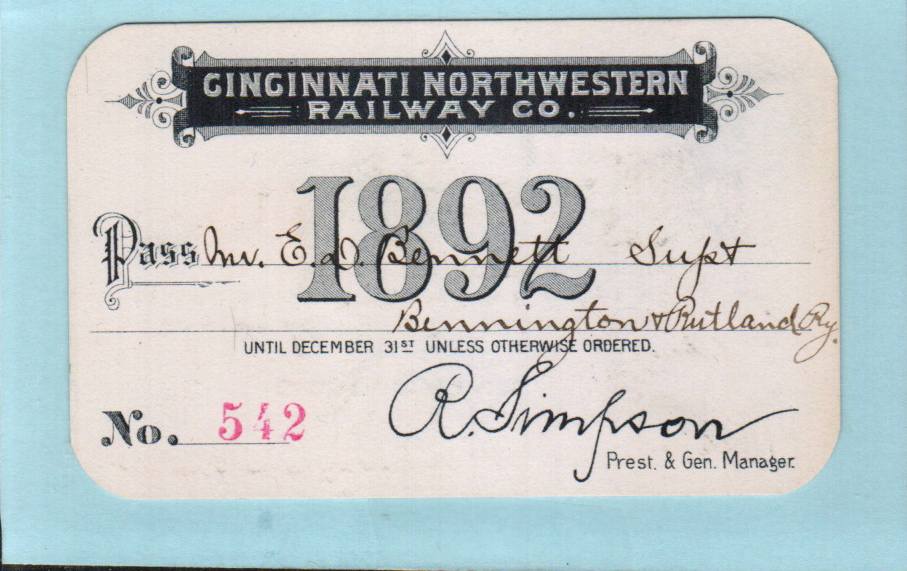 CINCINNATI NORTHWESTERN
RAILWAY CO.
1892
Pass Mr. E. D. Bennett Supt
Bennington & Rutland Ry.
UNTIL DECEMBER 31ST UNLESS OTHERWISE ORDERED.
No. 542
R. Simpson
Prest. & Gen. Manager.